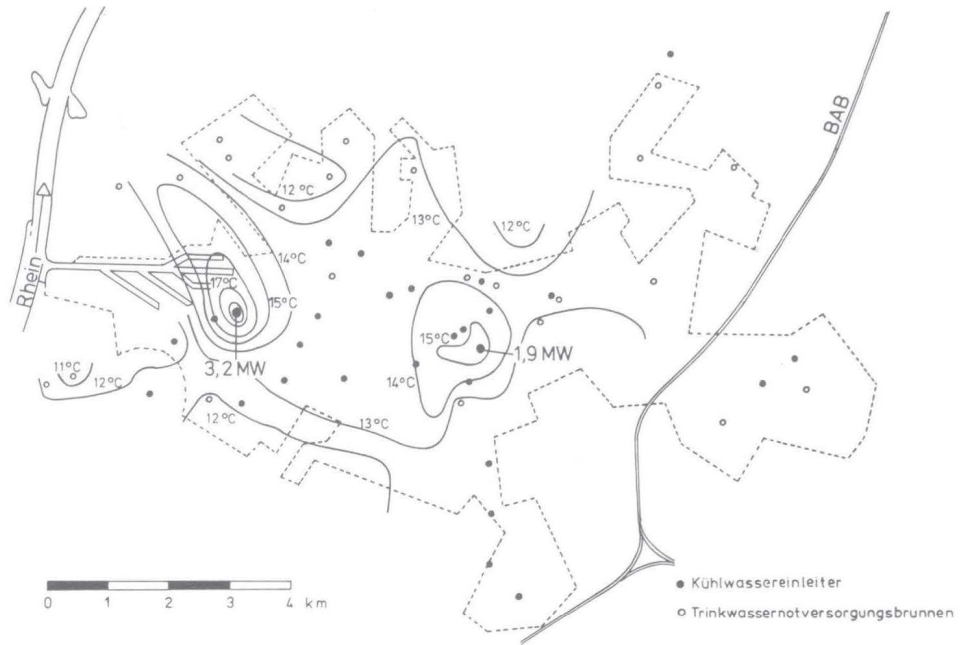 BAB
12°C
13°C
12°C
14°C
Rhein
17°C
15°C
15°C
1,9 MW
3,2 MW
11°C
12°C
14°C
12°C
13°C
0 1 2 3 4 km
Kühlwassereinleiter
Trinkwassernotversorgungsbrunnen